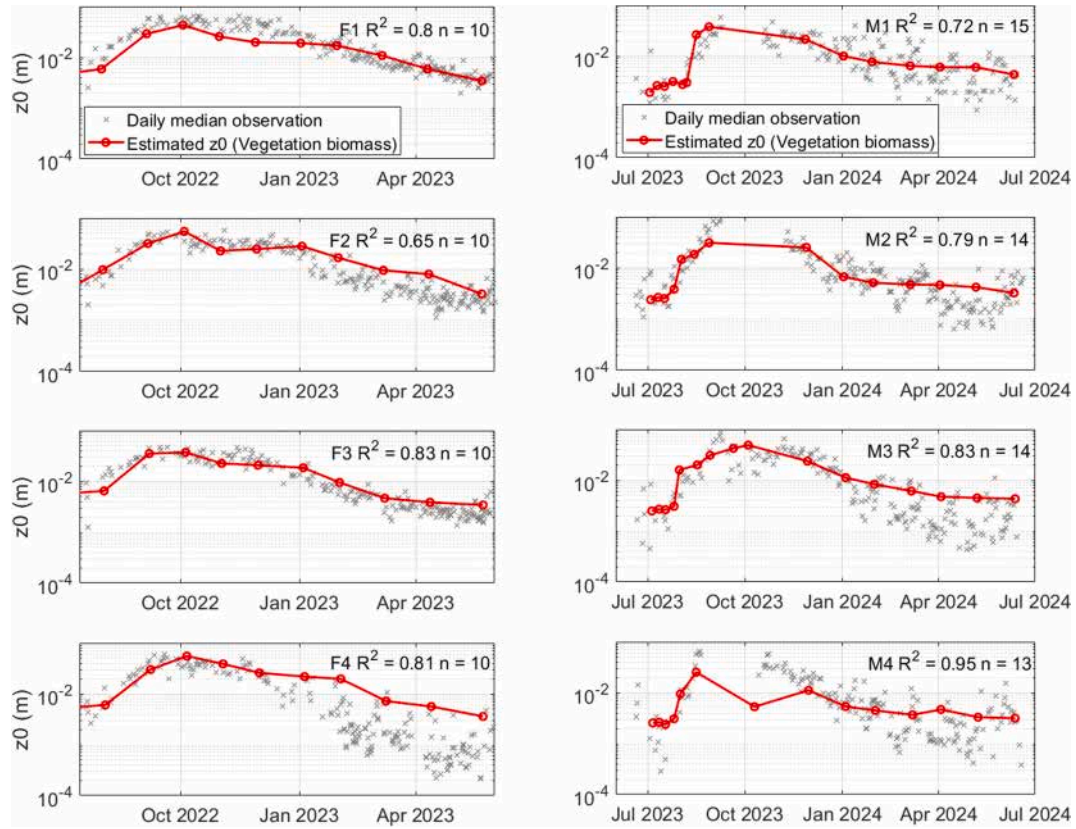 F1 R² = 0.8 n = 10
z0 (m)
10⁻²
10⁻⁴
Daily median observation
Estimated z0 (Vegetation biomass)
Oct 2022 Jan 2023 Apr 2023
M1 R² = 0.72 n = 15
10⁻²
10⁻⁴
Daily median observation
Estimated z0 (Vegetation biomass)
Jul 2023 Oct 2023 Jan 2024 Apr 2024 Jul 2024
F2 R² = 0.65 n = 10
z0 (m)
10⁻²
10⁻⁴
Oct 2022 Jan 2023 Apr 2023
M2 R² = 0.79 n = 14
10⁻²
10⁻⁴
Jul 2023 Oct 2023 Jan 2024 Apr 2024 Jul 2024
F3 R² = 0.83 n = 10
z0 (m)
10⁻²
10⁻⁴
Oct 2022 Jan 2023 Apr 2023
M3 R² = 0.83 n = 14
10⁻²
10⁻⁴
Jul 2023 Oct 2023 Jan 2024 Apr 2024 Jul 2024
F4 R² = 0.81 n = 10
z0 (m)
10⁻²
10⁻⁴
Oct 2022 Jan 2023 Apr 2023
M4 R² = 0.95 n = 13
10⁻²
10⁻⁴
Jul 2023 Oct 2023 Jan 2024 Apr 2024 Jul 2024